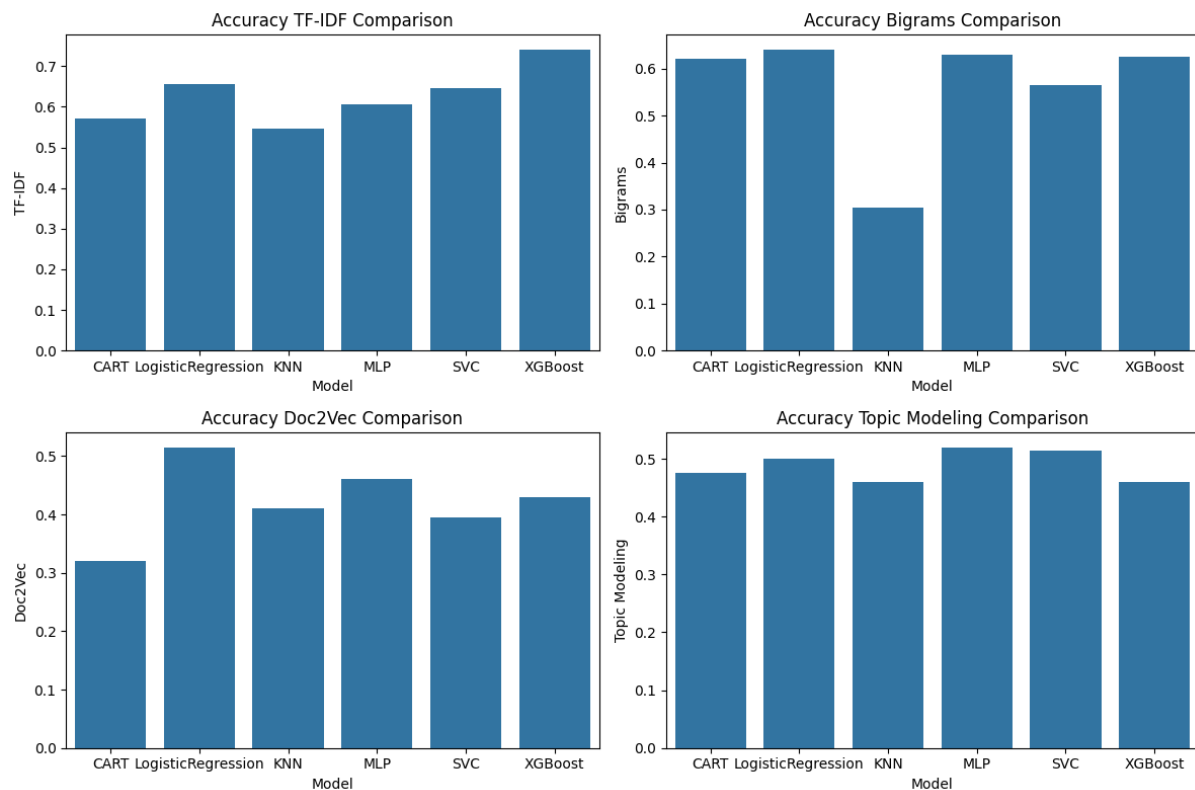 Accuracy TF-IDF Comparison
TF-IDF
0.7
0.6
0.5
0.4
0.3
0.2
0.1
0.0
CART LogisticRegression KNN MLP SVC XGBoost
Model
Accuracy Bigrams Comparison
Bigrams
0.6
0.5
0.4
0.3
0.2
0.1
0.0
CART LogisticRegression KNN MLP SVC XGBoost
Model
Accuracy Doc2Vec Comparison
Doc2Vec
0.5
0.4
0.3
0.2
0.1
0.0
CART LogisticRegression KNN MLP SVC XGBoost
Model
Accuracy Topic Modeling Comparison
Topic Modeling
0.5
0.4
0.3
0.2
0.1
0.0
CART LogisticRegression KNN MLP SVC XGBoost
Model